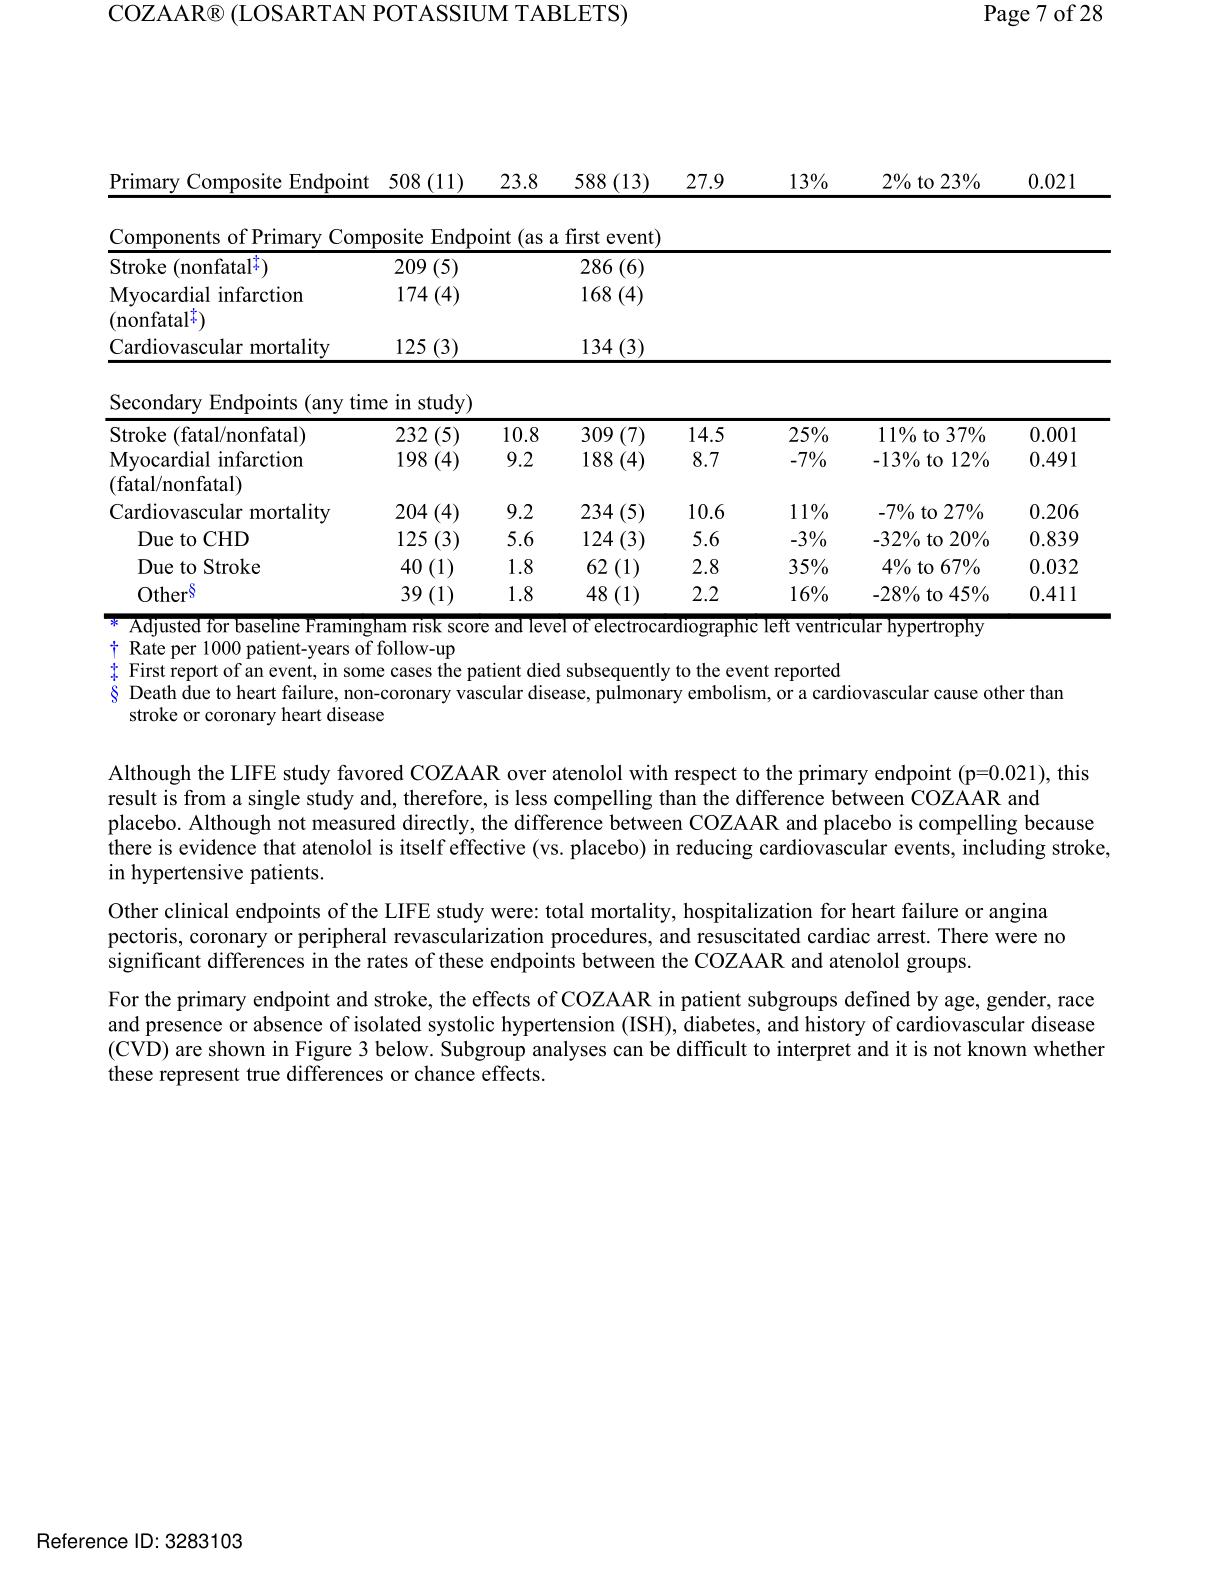 COZAAR® (LOSARTAN POTASSIUM TABLETS) Page 7 of 28
Primary Composite Endpoint 508 (11) 23.8 588 (13) 27.9 13% 2% to 23% 0.021
Components of Primary Composite Endpoint (as a first event)
Stroke (nonfatal‡) 209 (5) 286 (6)
Myocardial infarction 174 (4) 168 (4)
(nonfatal‡)
Cardiovascular mortality 125 (3) 134 (3)
Secondary Endpoints (any time in study)
Stroke (fatal/nonfatal) 232 (5) 10.8 309 (7) 14.5 25% 11% to 37% 0.001
Myocardial infarction 198 (4) 9.2 188 (4) 8.7 -7% -13% to 12% 0.491
(fatal/nonfatal)
Cardiovascular mortality 204 (4) 9.2 234 (5) 10.6 11% -7% to 27% 0.206
Due to CHD 125 (3) 5.6 124 (3) 5.6 -3% -32% to 20% 0.839
Due to Stroke 40 (1) 1.8 62 (1) 2.8 35% 4% to 67% 0.032
Other§ 39 (1) 1.8 48 (1) 2.2 16% -28% to 45% 0.411
* Adjusted for baseline Framingham risk score and level of electrocardiographic left ventricular hypertrophy
† Rate per 1000 patient-years of follow-up
‡ First report of an event, in some cases the patient died subsequently to the event reported
§ Death due to heart failure, non-coronary vascular disease, pulmonary embolism, or a cardiovascular cause other than
stroke or coronary heart disease
Although the LIFE study favored COZAAR over atenolol with respect to the primary endpoint (p=0.021), this
result is from a single study and, therefore, is less compelling than the difference between COZAAR and
placebo. Although not measured directly, the difference between COZAAR and placebo is compelling because
there is evidence that atenolol is itself effective (vs. placebo) in reducing cardiovascular events, including stroke,
in hypertensive patients.
Other clinical endpoints of the LIFE study were: total mortality, hospitalization for heart failure or angina
pectoris, coronary or peripheral revascularization procedures, and resuscitated cardiac arrest. There were no
significant differences in the rates of these endpoints between the COZAAR and atenolol groups.
For the primary endpoint and stroke, the effects of COZAAR in patient subgroups defined by age, gender, race
and presence or absence of isolated systolic hypertension (ISH), diabetes, and history of cardiovascular disease
(CVD) are shown in Figure 3 below. Subgroup analyses can be difficult to interpret and it is not known whether
these represent true differences or chance effects.
Reference ID: 3283103